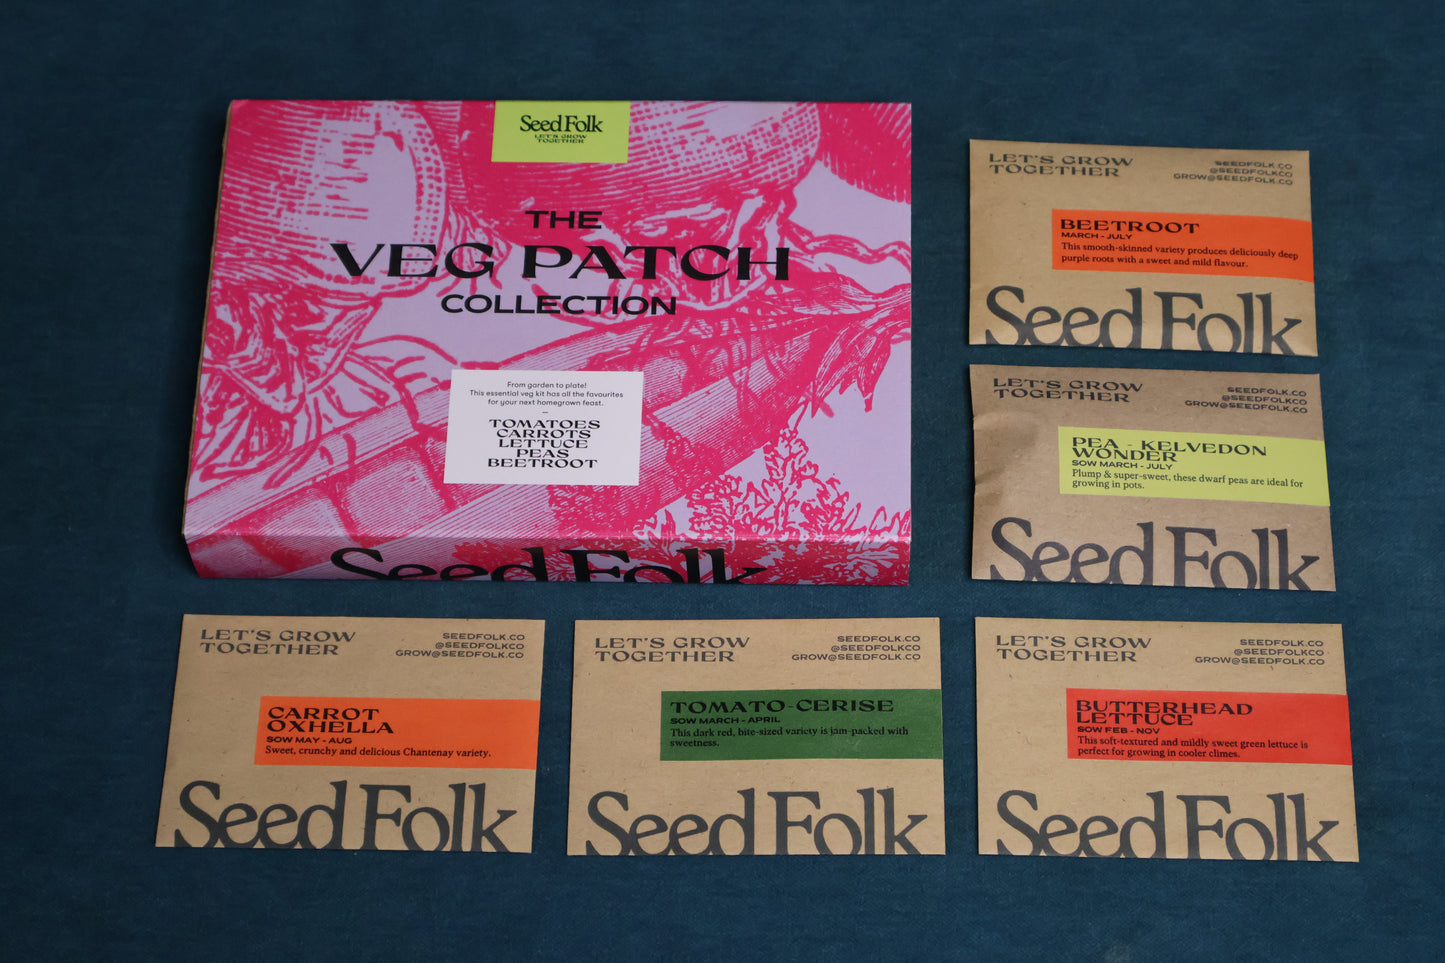 Seed Folk
LET'S GROW
TOGETHER
THE
VEG PATCH
COLLECTION
From garden to plate!
This essential veg kit has all the favourites
for your next homegrown feast.
–
TOMATOES
CARROTS
LETTUCE
PEAS
BEETROOT
Seed Folk
LET'S GROW
TOGETHER
SEEDFOLK.CO
@SEEDFOLKCO
GROW@SEEDFOLK.CO
BEETROOT
MARCH - JULY
This smooth-skinned variety produces deliciously deep
purple roots with a sweet and mild flavour.
Seed Folk
LET'S GROW
TOGETHER
SEEDFOLK.CO
@SEEDFOLKCO
GROW@SEEDFOLK.CO
PEA - KELVEDON
WONDER
SOW MARCH - JULY
Plump & super-sweet, these dwarf peas are ideal for
growing in pots.
Seed Folk
LET'S GROW
TOGETHER
SEEDFOLK.CO
@SEEDFOLKCO
GROW@SEEDFOLK.CO
CARROT
OXHELLA
SOW MAY - AUG
Sweet, crunchy and delicious Chantenay variety.
Seed Folk
LET'S GROW
TOGETHER
SEEDFOLK.CO
@SEEDFOLKCO
GROW@SEEDFOLK.CO
TOMATO-CERISE
SOW MARCH - APRIL
This dark red, bite-sized variety is jam-packed with
sweetness.
Seed Folk
LET'S GROW
TOGETHER
SEEDFOLK.CO
@SEEDFOLKCO
GROW@SEEDFOLK.CO
BUTTERHEAD
LETTUCE
SOW FEB - NOV
This soft-textured and mildly sweet green lettuce is
perfect for growing in cooler climes.
Seed Folk